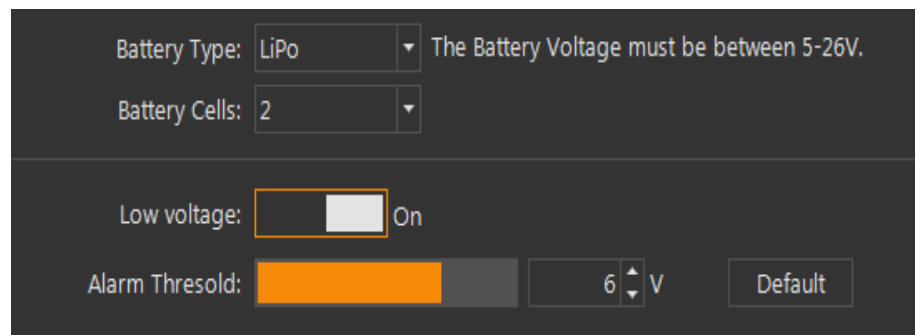 Battery Type: LiPo The Battery Voltage must be between 5-26V.
Battery Cells: 2
Low voltage: On
Alarm Thresold: 6 V Default